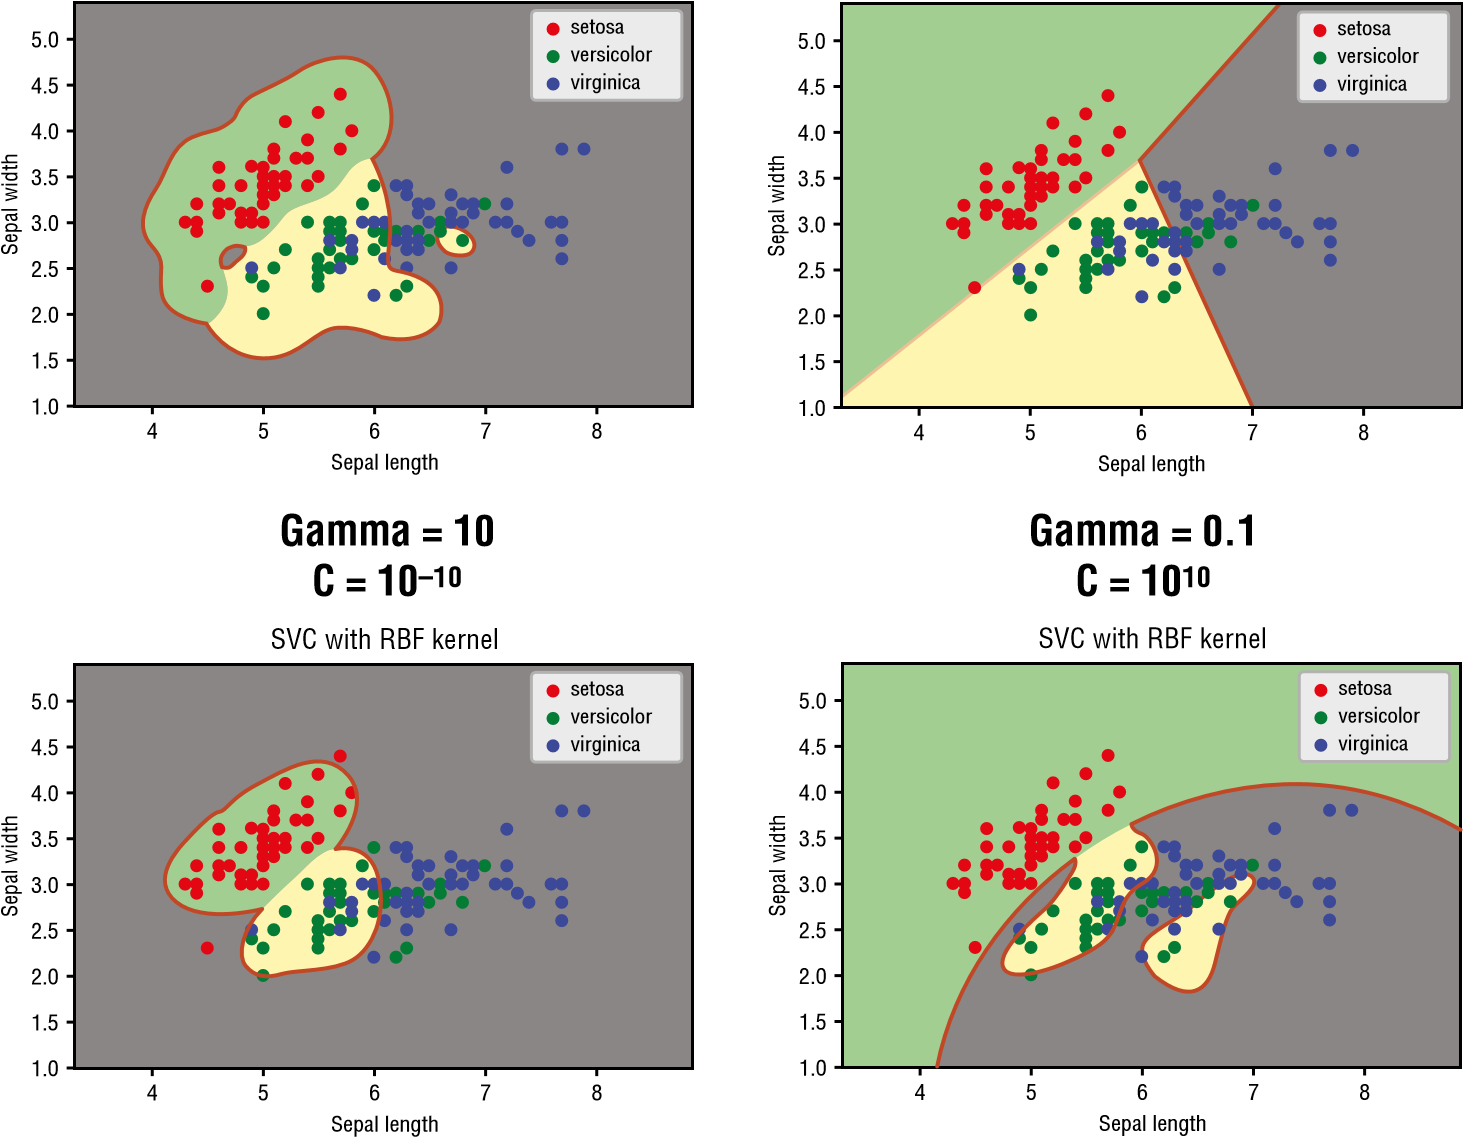 5.0
4.5
4.0
3.5
3.0
2.5
2.0
1.5
1.0
Sepal width
setosa
versicolor
virginica
4 5 6 7 8
Sepal length
5.0
4.5
4.0
3.5
3.0
2.5
2.0
1.5
1.0
Sepal width
setosa
versicolor
virginica
4 5 6 7 8
Sepal length
Gamma = 10
C = 10⁻¹⁰
Gamma = 0.1
C = 10¹⁰
SVC with RBF kernel
5.0
4.5
4.0
3.5
3.0
2.5
2.0
1.5
1.0
Sepal width
setosa
versicolor
virginica
4 5 6 7 8
Sepal length
SVC with RBF kernel
5.0
4.5
4.0
3.5
3.0
2.5
2.0
1.5
1.0
Sepal width
setosa
versicolor
virginica
4 5 6 7 8
Sepal length